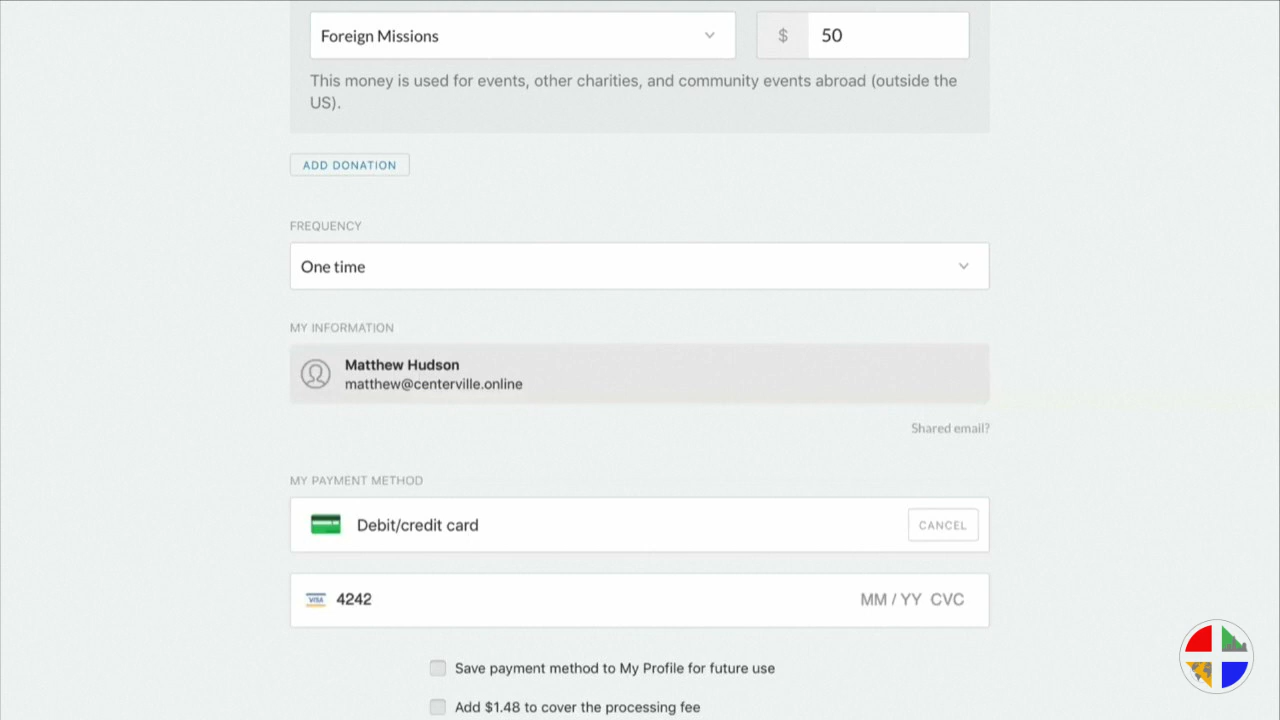 Foreign Missions
$ 50
This money is used for events, other charities, and community events abroad (outside the
US).
ADD DONATION
FREQUENCY
One time
MY INFORMATION
Matthew Hudson
matthew@centerville.online
Shared email?
MY PAYMENT METHOD
Debit/credit card
CANCEL
VISA 4242 MM / YY CVC
Save payment method to My Profile for future use
Add $1.48 to cover the processing fee